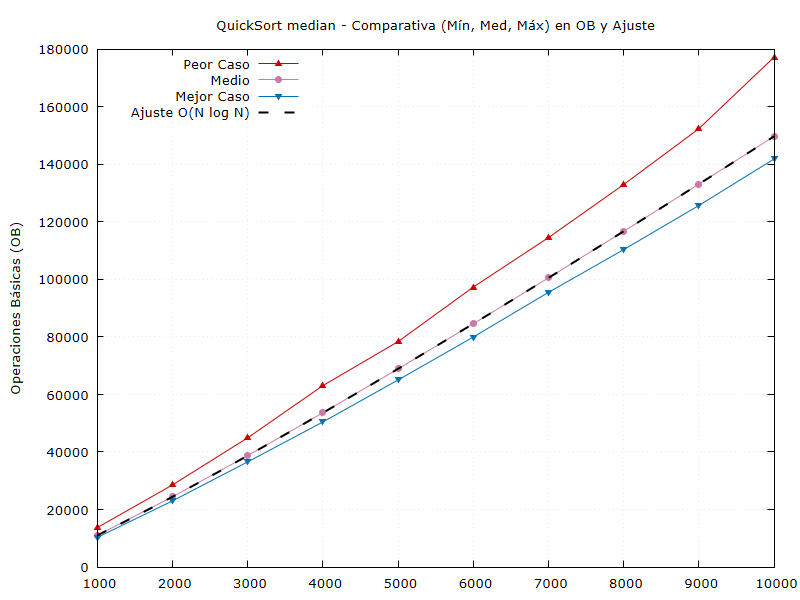 QuickSort median - Comparativa (Mín, Med, Máx) en OB y Ajuste
Peor Caso
Medio
Mejor Caso
Ajuste O(N log N)
Operaciones Básicas (OB)
180000
160000
140000
120000
100000
80000
60000
40000
20000
0
1000 2000 3000 4000 5000 6000 7000 8000 9000 10000